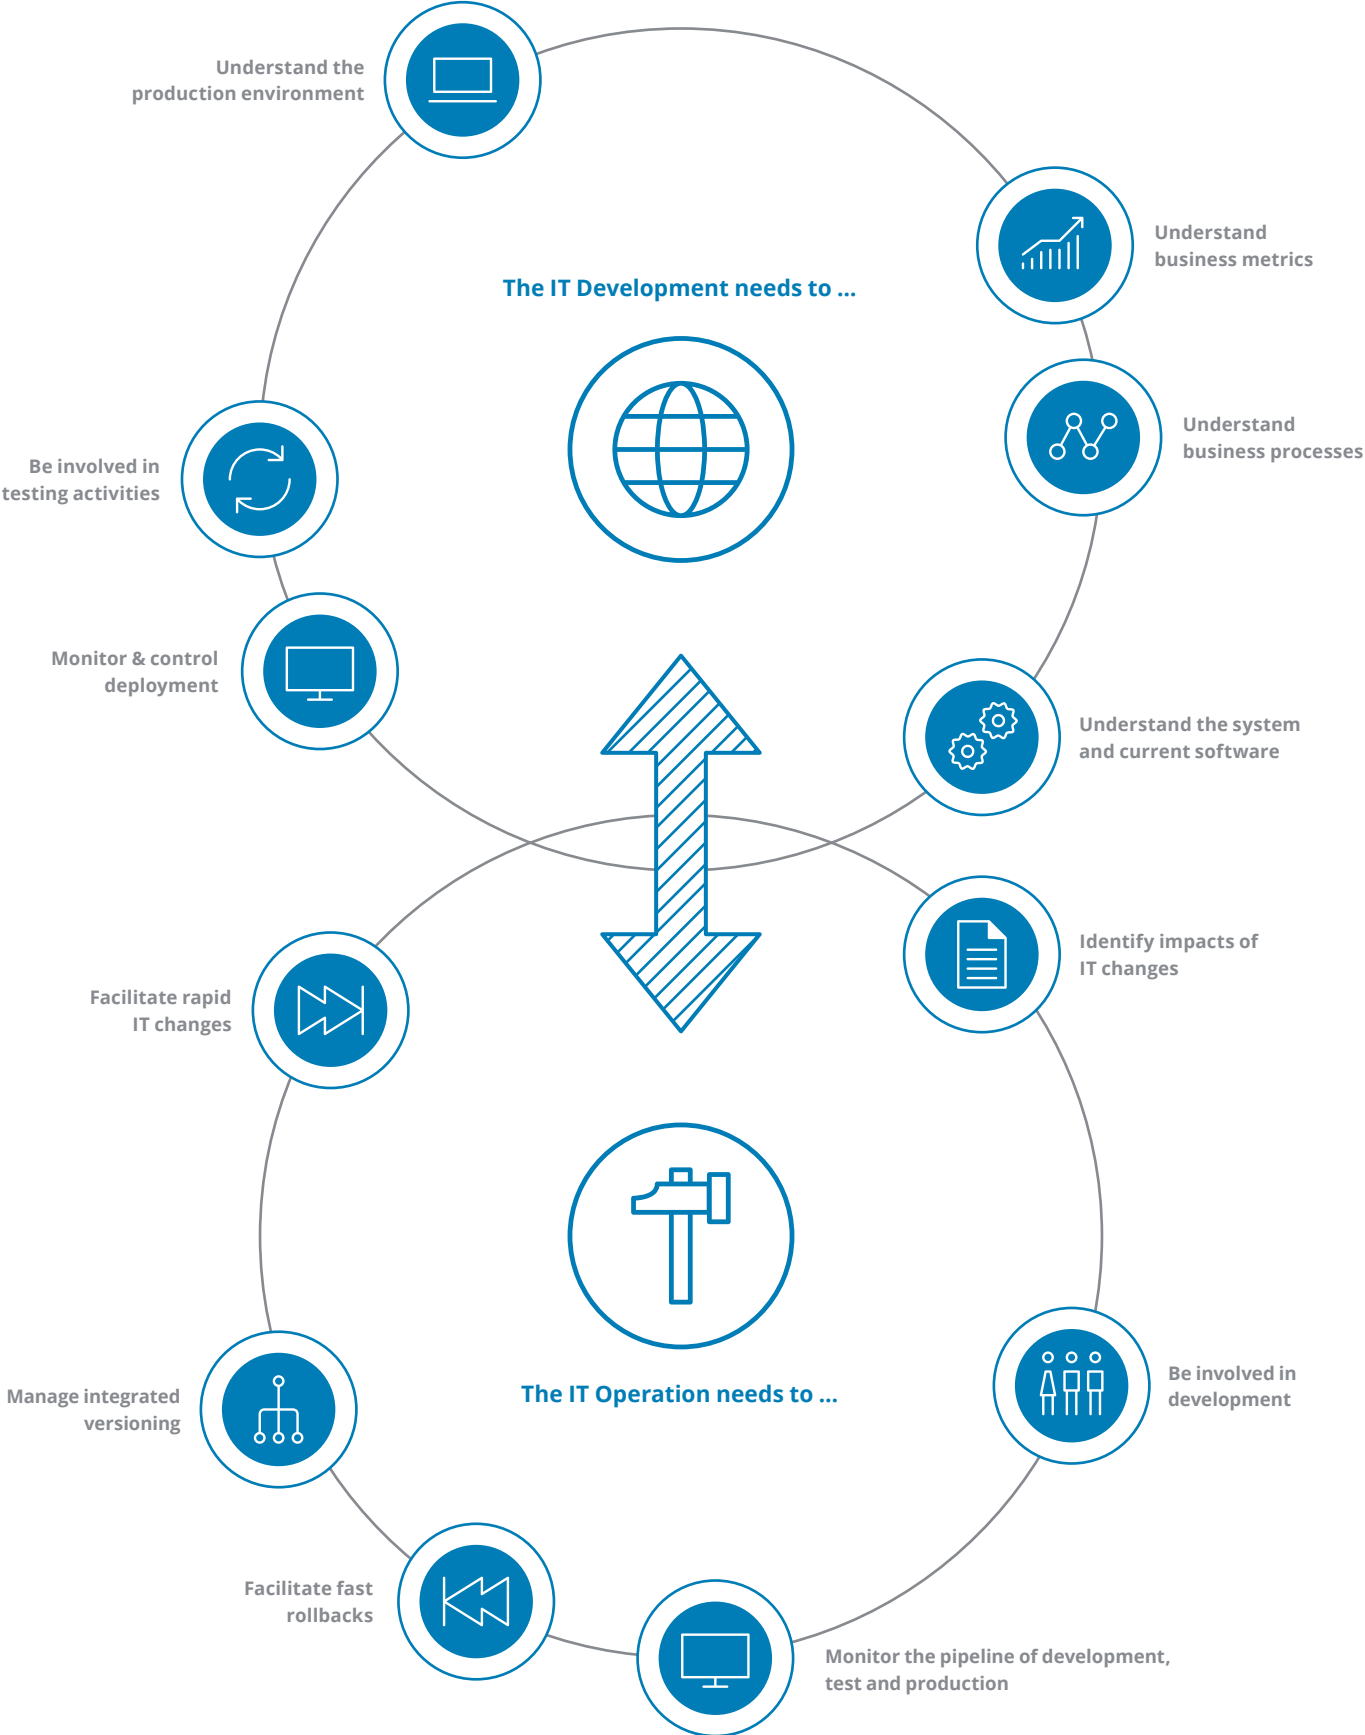 Understand the
production environment
Understand
business metrics
The IT Development needs to ...
Understand
business processes
Be involved in
testing activities
Monitor & control
deployment
Understand the system
and current software
Identify impacts of
IT changes
Facilitate rapid
IT changes
The IT Operation needs to ...
Be involved in
development
Manage integrated
versioning
Facilitate fast
rollbacks
Monitor the pipeline of development,
test and production